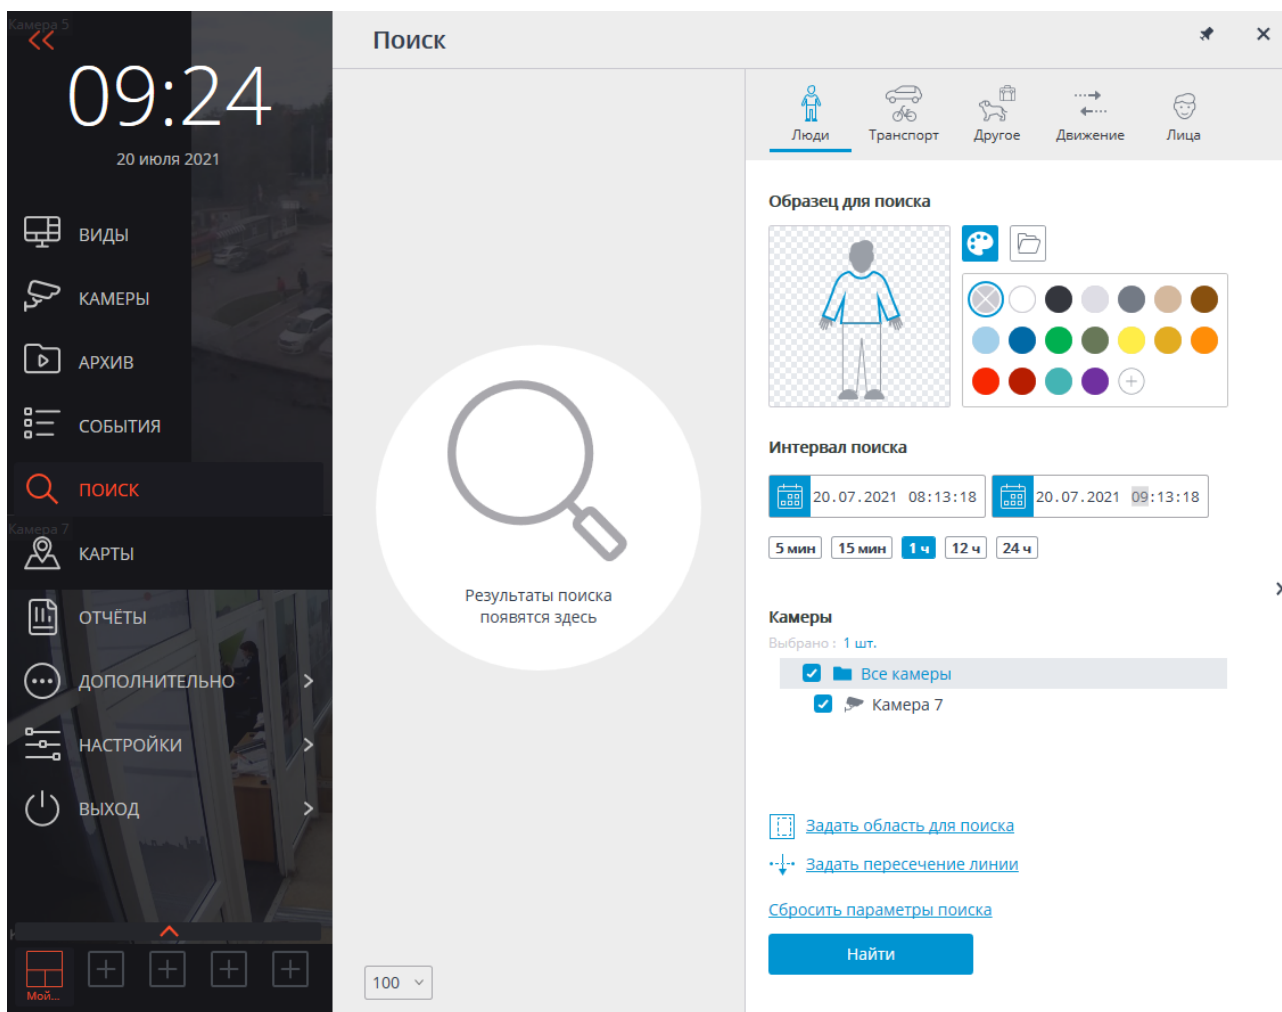 Камера 5
09:24
20 июля 2021
ВИДЫ
КАМЕРЫ
АРХИВ
СОБЫТИЯ
ПОИСК
Камера 7
КАРТЫ
ОТЧЁТЫ
ДОПОЛНИТЕЛЬНО
НАСТРОЙКИ
ВЫХОД
Мой...
Поиск
Результаты поиска
появятся здесь
100
Люди
Транспорт
Другое
Движение
Лица
Образец для поиска
Интервал поиска
20.07.2021 08:13:18
20.07.2021 09:13:18
5 мин
15 мин
1 ч
12 ч
24 ч
Камеры
Выбрано : 1 шт.
Все камеры
Камера 7
Задать область для поиска
Задать пересечение линии
Сбросить параметры поиска
Найти